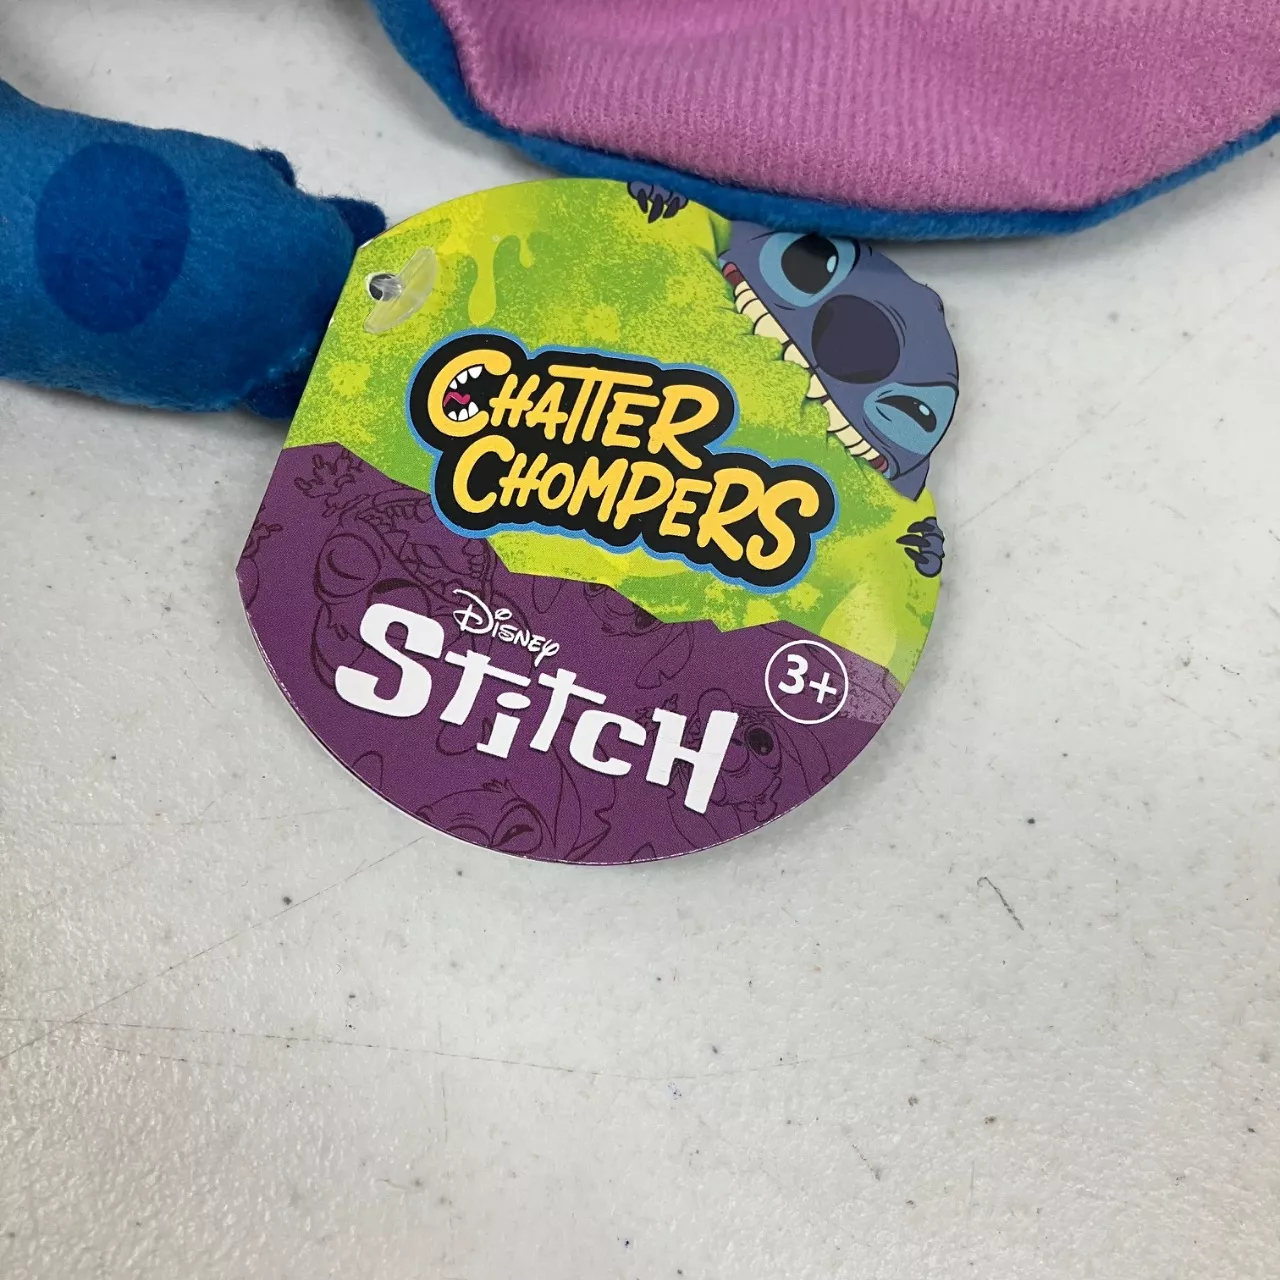 CHATTER
CHOMPERS
Disney
Stitch
3+